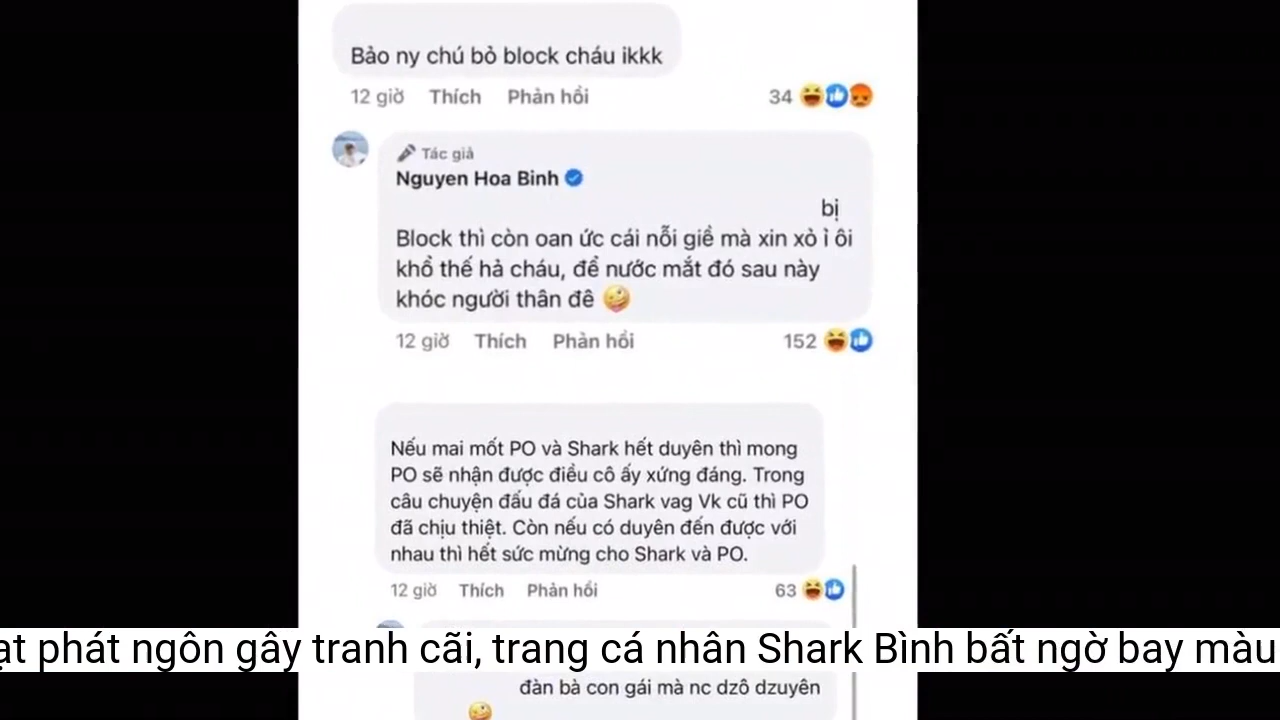 Bảo ny chú bỏ block cháu ikkk
12 giờ Thích Phản hồi 34
Tác giả
Nguyen Hoa Binh
bị
Block thì còn oan ức cái nỗi giề mà xin xỏ ỉ ôi
khổ thế hả cháu, để nước mắt đó sau này
khóc người thân đê
12 giờ Thích Phản hồi 152
Nếu mai mốt PO và Shark hết duyên thì mong
PO sẽ nhận được điều cô ấy xứng đáng. Trong
câu chuyện đấu đá của Shark vag Vk cũ thì PO
đã chịu thiệt. Còn nếu có duyên đến được với
nhau thì hết sức mừng cho Shark và PO.
12 giờ Thích Phản hồi 63
phát ngôn gây tranh cãi, trang cá nhân Shark Bình bất ngờ bay màu
đàn bà con gái mà nc dzô dzuyên